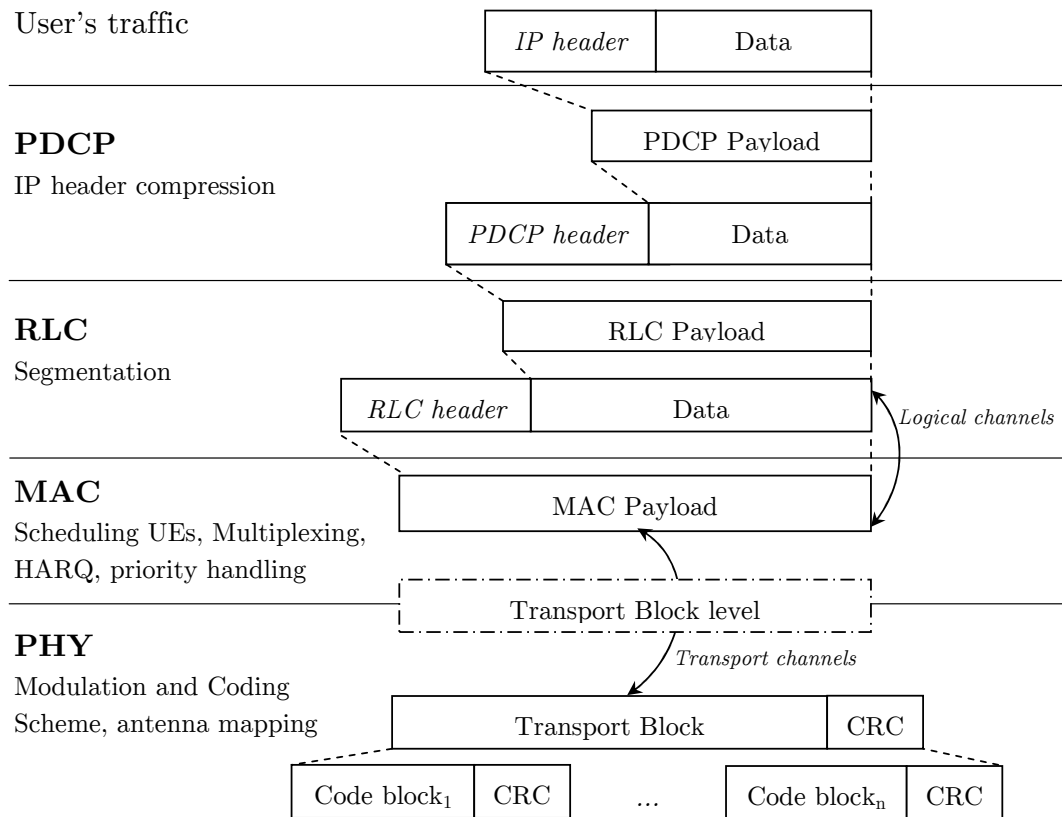 User's traffic
IP header
Data
PDCP
IP header compression
PDCP Payload
PDCP header
Data
RLC
Segmentation
RLC Payload
RLC header
Data
Logical channels
MAC
Scheduling UEs, Multiplexing,
HARQ, priority handling
MAC Payload
Transport Block level
PHY
Modulation and Coding
Scheme, antenna mapping
Transport channels
Transport Block
CRC
Code block₁
CRC
...
Code blockₙ
CRC